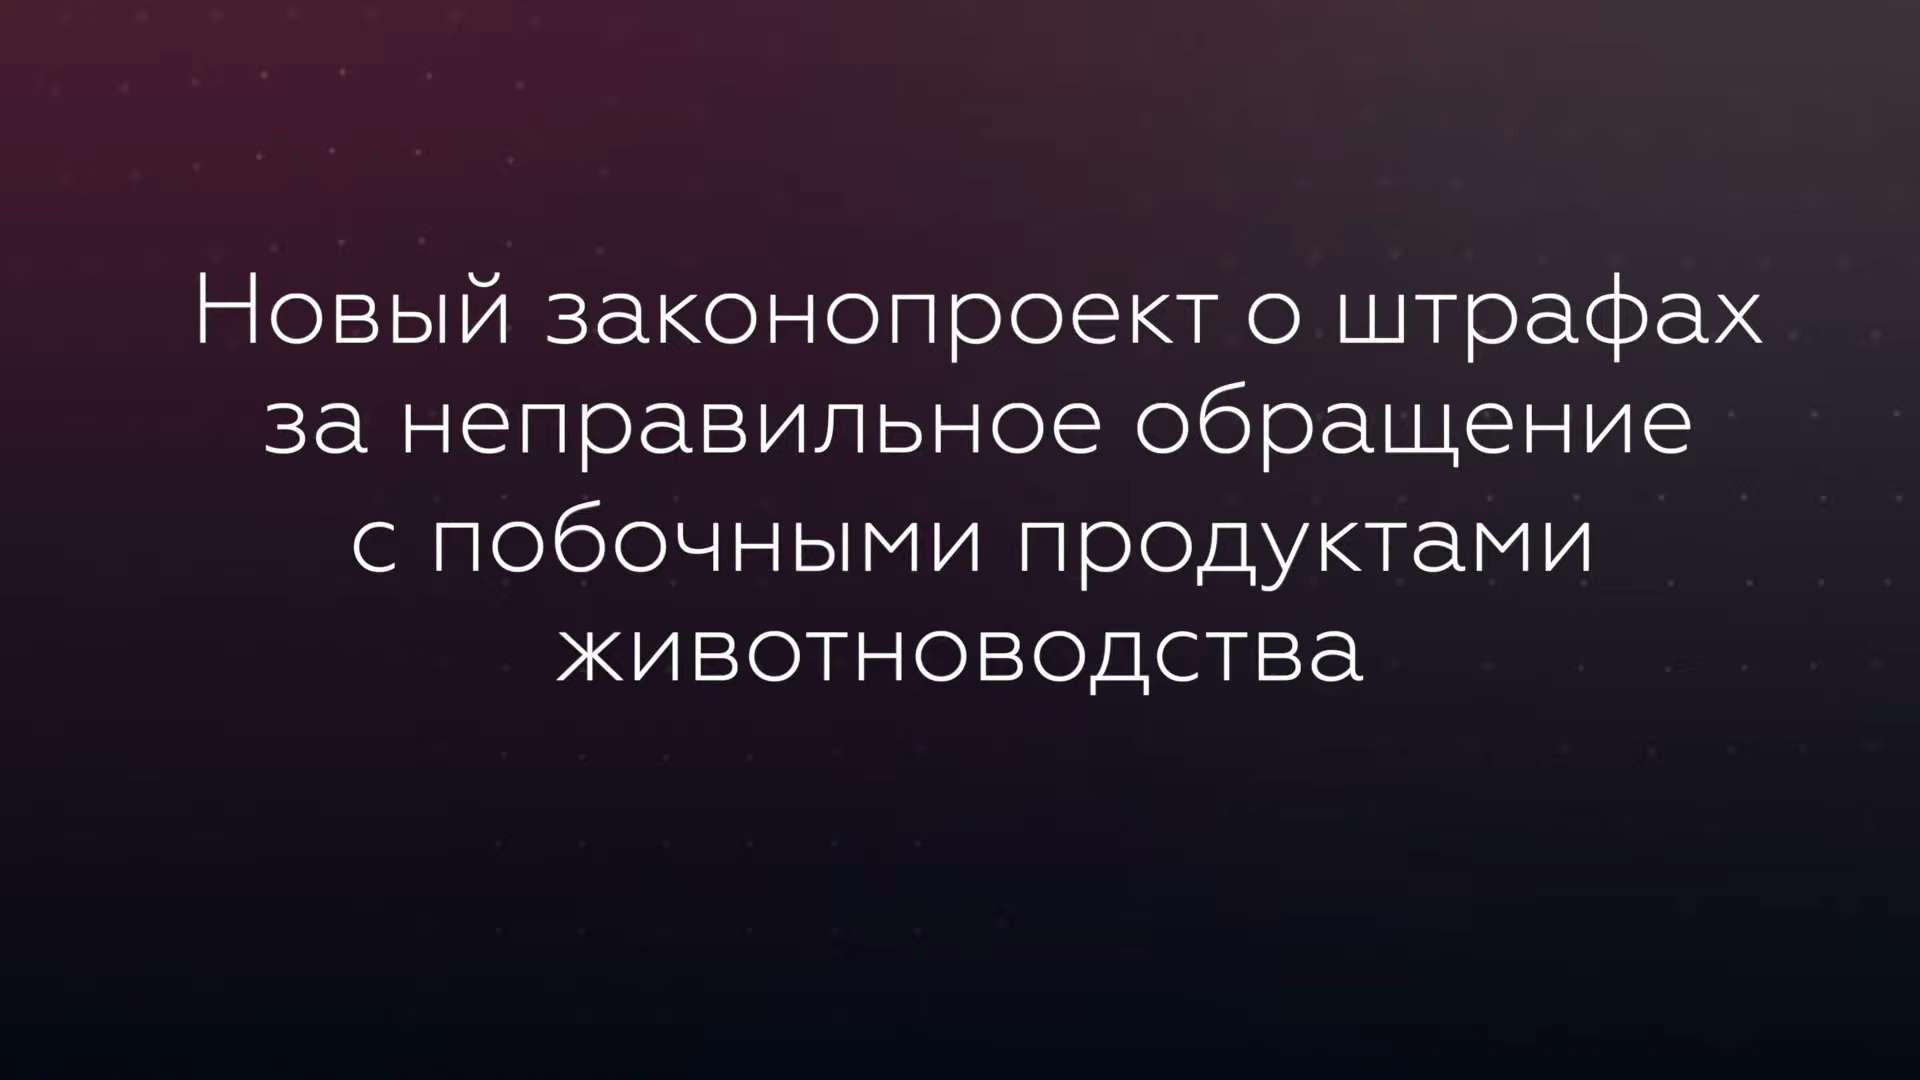 Новый законопроект о штрафах
за неправильное обращение
с побочными продуктами
животноводства